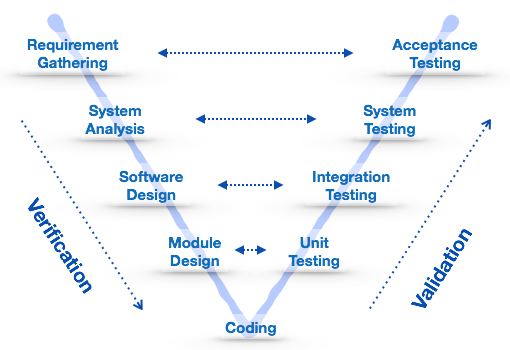 Requirement
Gathering
Acceptance
Testing
System
Analysis
System
Testing
Software
Design
Integration
Testing
Verification
Validation
Module
Design
Unit
Testing
Coding